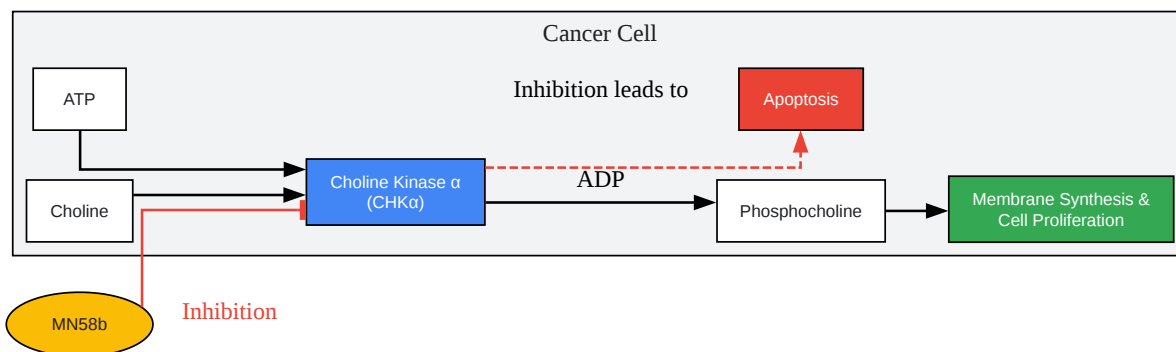 Cancer Cell
ATP
Inhibition leads to
Apoptosis
Choline
Choline Kinase α
(CHKα)
ADP
Phosphocholine
Membrane Synthesis &
Cell Proliferation
MN58b
Inhibition